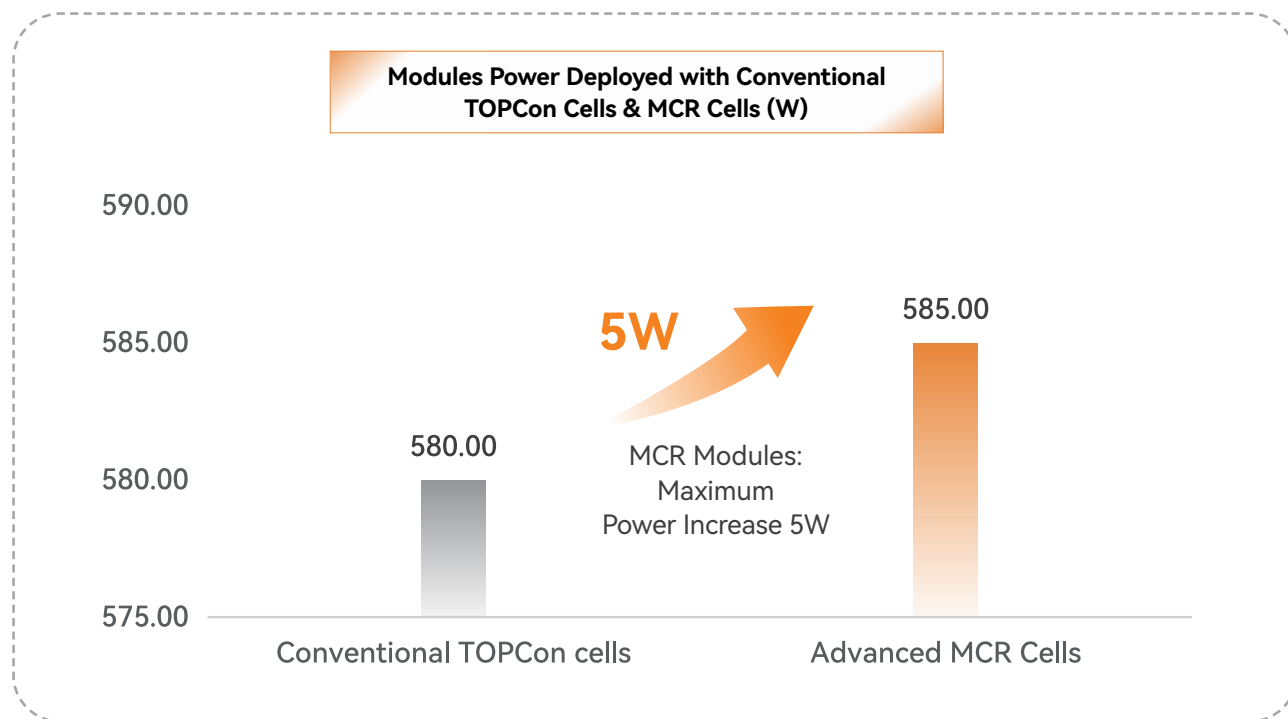 Modules Power Deployed with Conventional
TOPCon Cells & MCR Cells (W)
590.00
585.00
580.00
575.00
580.00
5W
MCR Modules:
Maximum
Power Increase 5W
585.00
Conventional TOPCon cells
Advanced MCR Cells